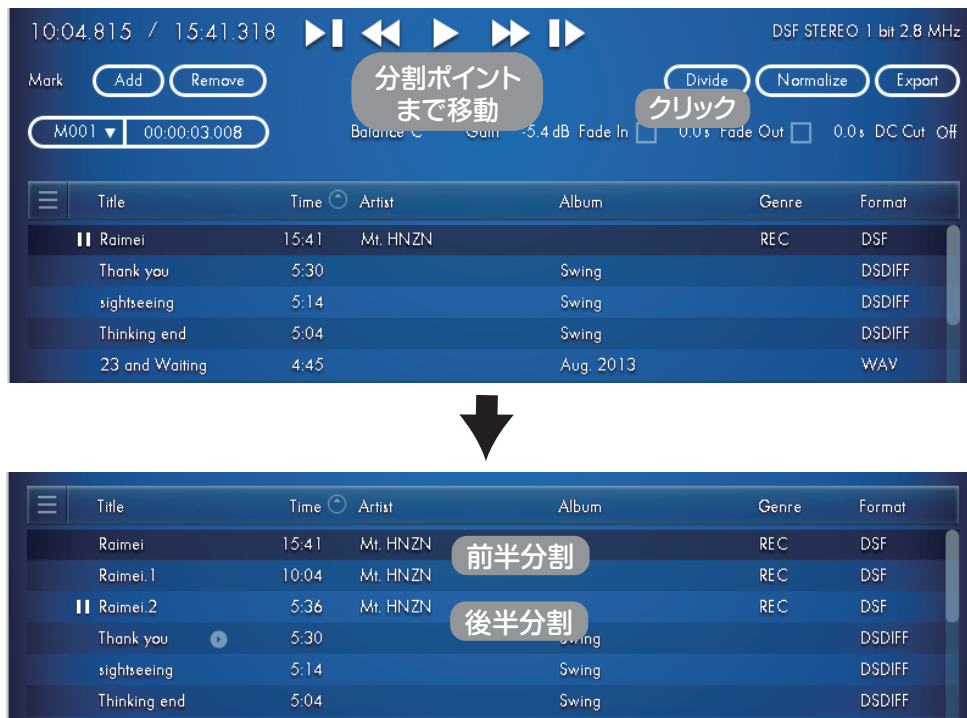 10:04.815 / 15:41.318 DSF STEREO 1 bit 2.8 MHz
Mark Add Remove 分割ポイント Divide Normalize Export
まで移動 クリック
M001 ▼ 00:00:03.008 Balance C Gain -5.4 dB Fade In 0.0 s Fade Out 0.0 s DC Cut Off
Title Time Artist Album Genre Format
Raimei 15:41 Mt. HNZN REC DSF
Thank you 5:30 Swing DSDIFF
sightseeing 5:14 Swing DSDIFF
Thinking end 5:04 Swing DSDIFF
23 and Waiting 4:45 Aug. 2013 WAV
Title Time Artist Album Genre Format
Raimei 15:41 Mt. HNZN REC DSF
前半分割
Raimei.1 10:04 Mt. HNZN REC DSF
Raimei.2 5:36 Mt. HNZN REC DSF
後半分割
Thank you 5:30 Swing DSDIFF
sightseeing 5:14 Swing DSDIFF
Thinking end 5:04 Swing DSDIFF